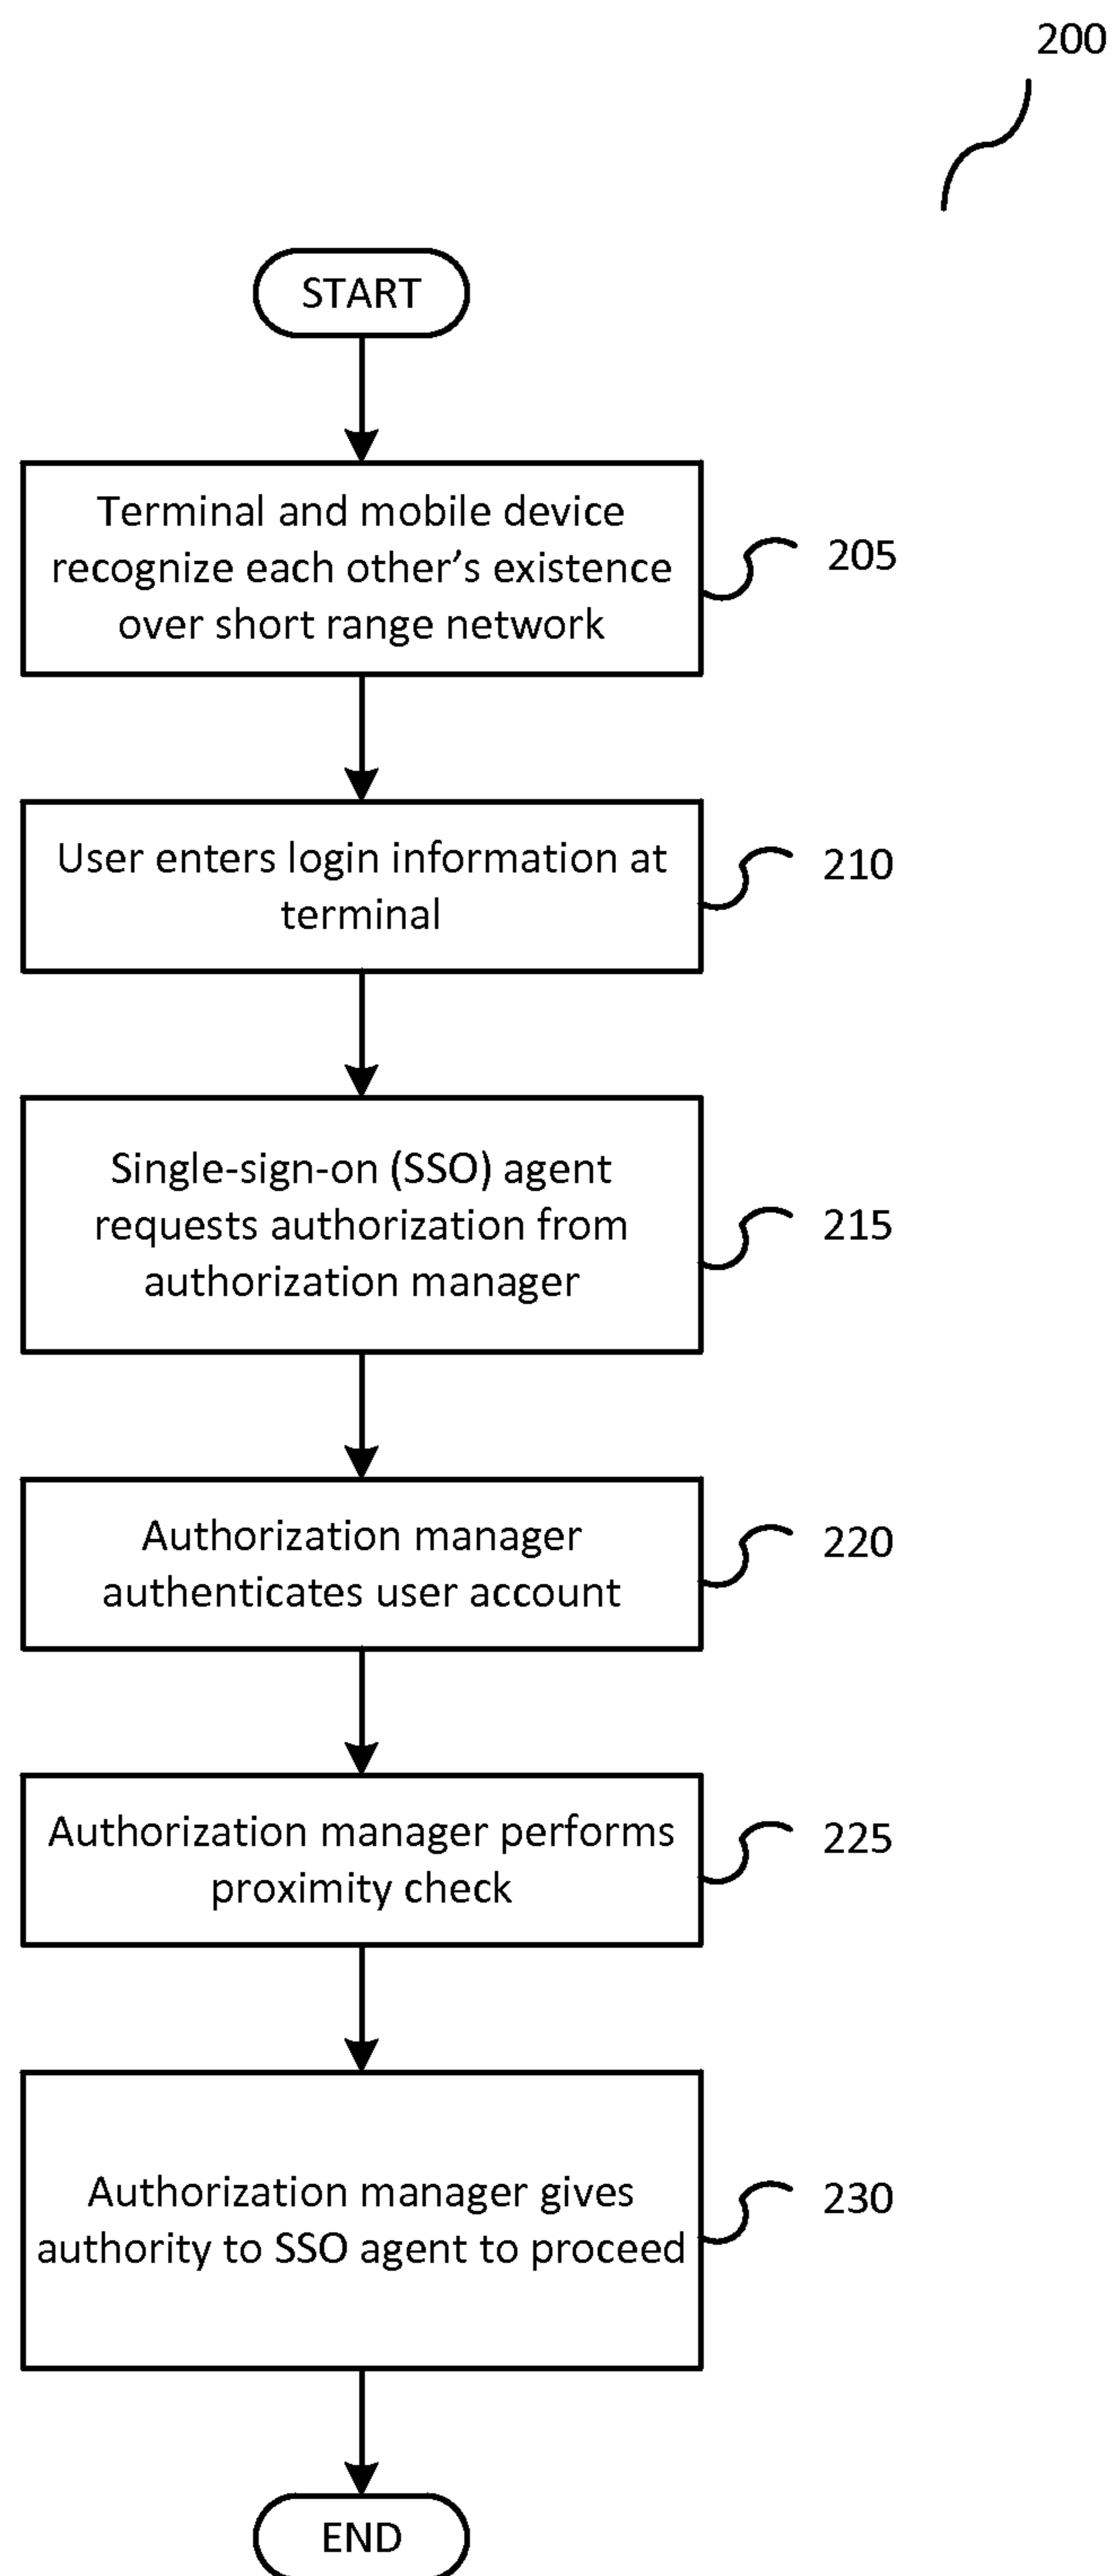 200
START
Terminal and mobile device
recognize each other’s existence
over short range network
205
User enters login information at
terminal
210
Single-sign-on (SSO) agent
requests authorization from
authorization manager
215
Authorization manager
authenticates user account
220
Authorization manager performs
proximity check
225
Authorization manager gives
authority to SSO agent to proceed
230
END